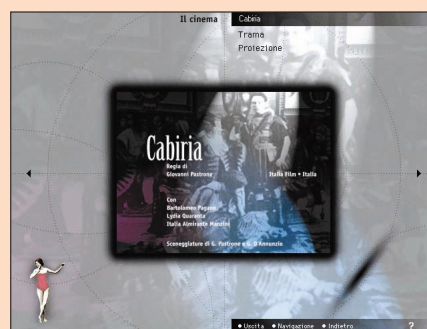 Il cinema
Cabiria
Trama
Proiezione
Cabiria
Regia di
Giovanni Pastrone
Italia Film • Italia
Con
Bartolomeo Pagano
Lydia Quaranta
Italia Almirante Manzini
Sceneggiatura di G. Pastrone e G. D'Annunzio
• Uscita • Navigazione • Indietro ?